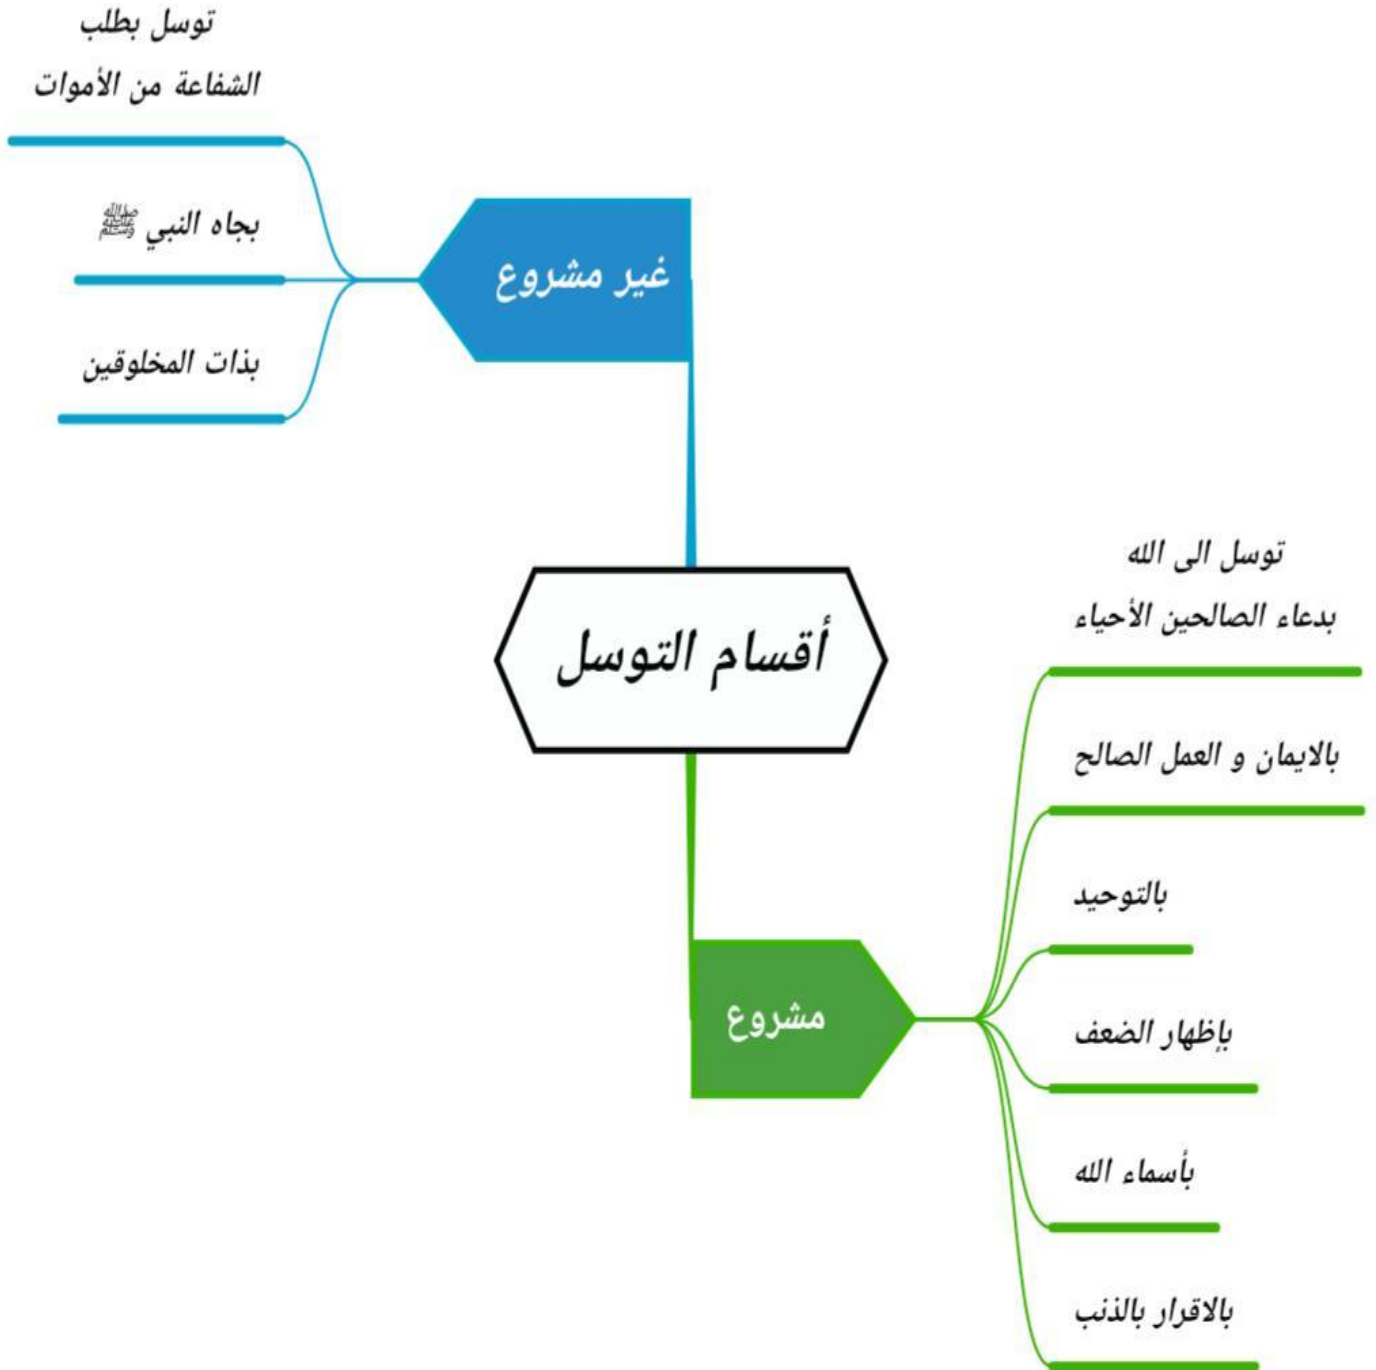 أقسام التوسل
غير مشروع
توسل بطلب
الشفاعة من الأموات
بجاه النبي ﷺ
بذات المخلوقين
مشروع
توسل الى الله
بدعاء الصالحين الأحياء
بالايمان و العمل الصالح
بالتوحيد
بإظهار الضعف
بأسماء الله
بالاقرار بالذنب